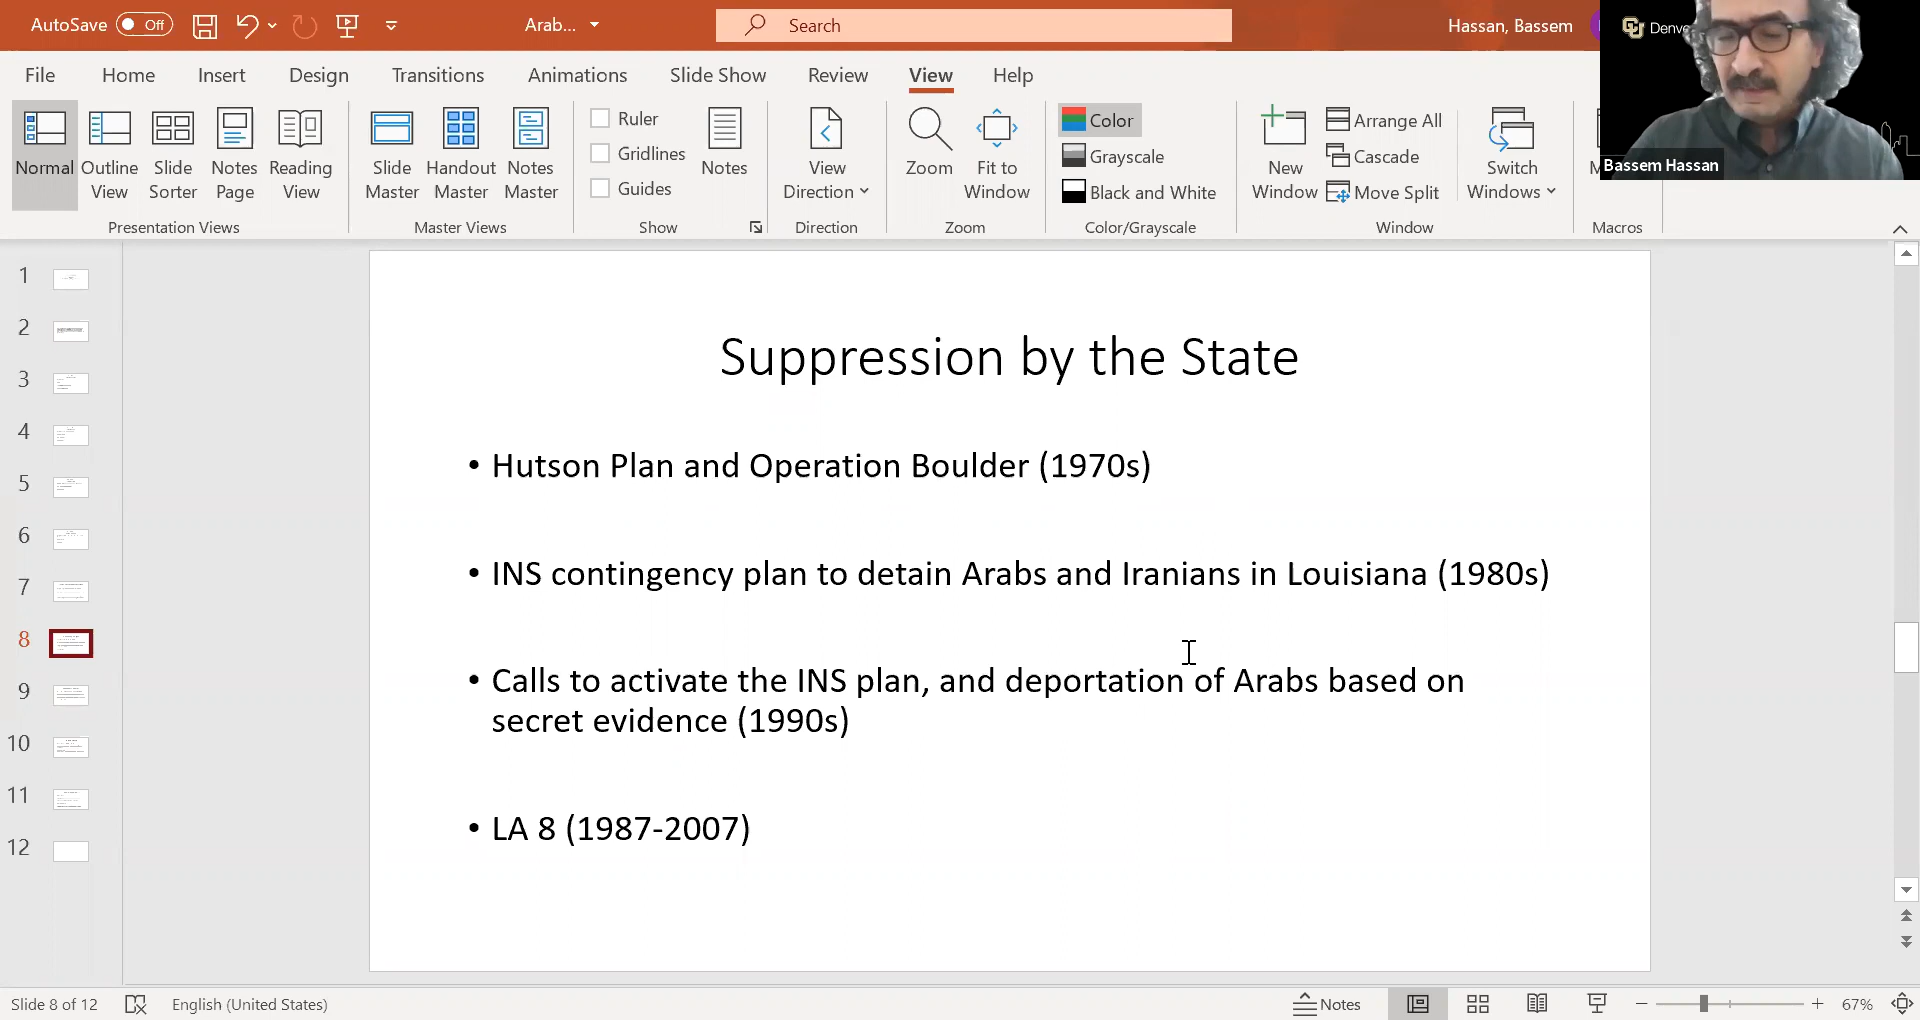 AutoSave Off Arab... Search Hassan, Bassem
File Home Insert Design Transitions Animations Slide Show Review View Help
Normal
Outline View
Slide Sorter
Notes Page
Reading View
Presentation Views
Slide Master
Handout Master
Notes Master
Master Views
Ruler
Gridlines
Guides
Notes
Show
View Direction
Direction
Zoom
Fit to Window
Zoom
Color
Grayscale
Black and White
Color/Grayscale
New Window
Arrange All
Cascade
Move Split
Switch Windows
Window
Macros
Bassem Hassan
1
2
3
4
5
6
7
8
9
10
11
12
Suppression by the State
• Hutson Plan and Operation Boulder (1970s)
• INS contingency plan to detain Arabs and Iranians in Louisiana (1980s)
• Calls to activate the INS plan, and deportation of Arabs based on
secret evidence (1990s)
• LA 8 (1987-2007)
Slide 8 of 12 English (United States) Notes 67%